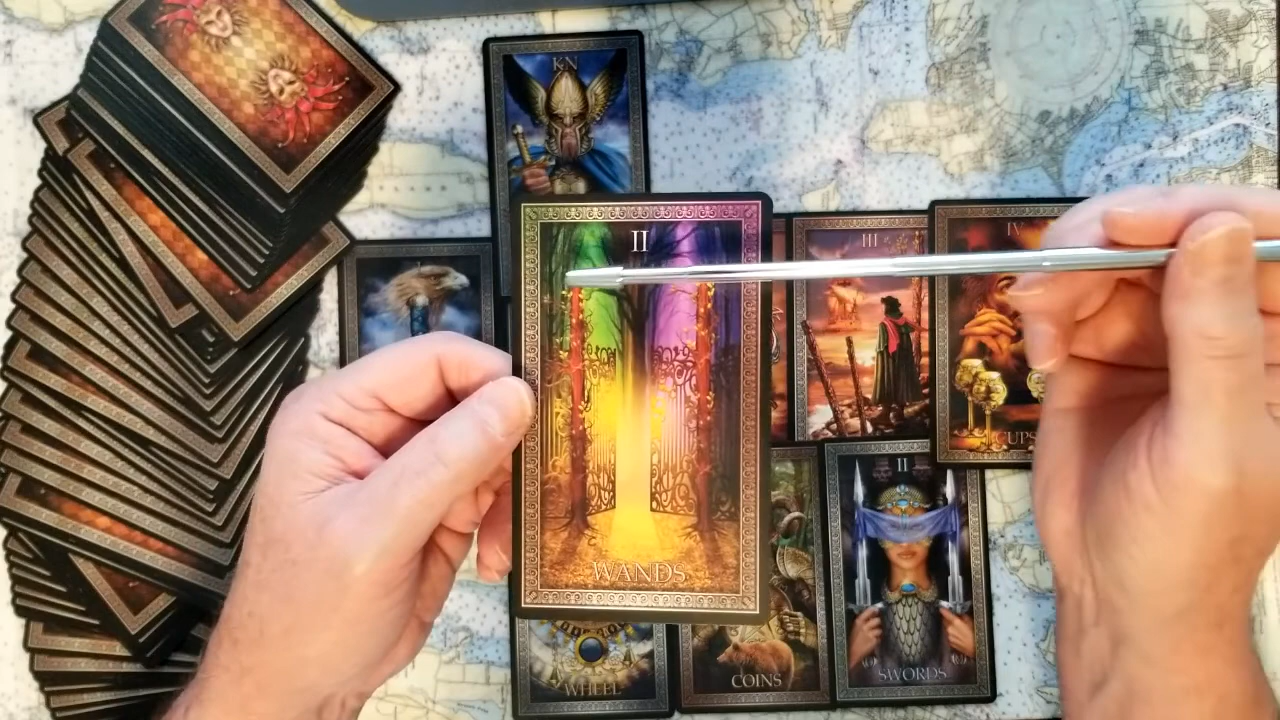 KN
II
WANDS
III
IV
CUPS
II
SWORDS
COINS
WHEEL